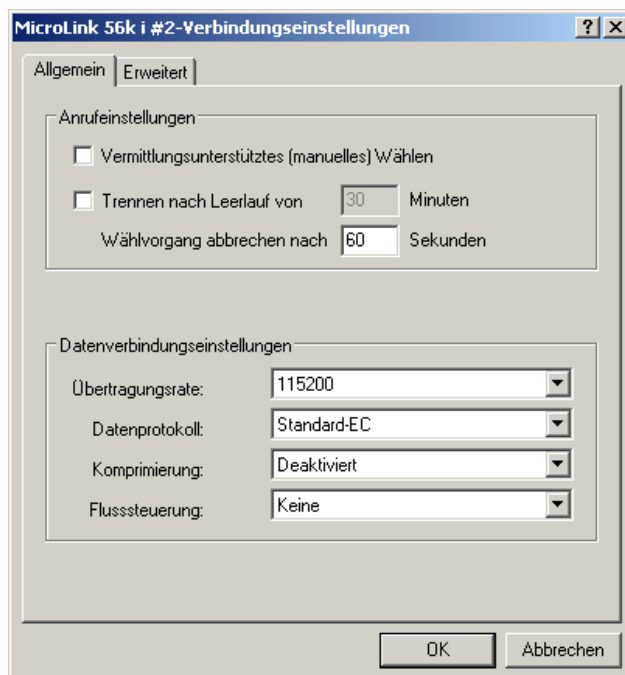 MicroLink 56k i #2-Verbindungseinstellungen
Allgemein Erweitert
Anrufeinstellungen
Vermittlungsunterstütztes (manuelles) Wählen
Trennen nach Leerlauf von 30 Minuten
Wählvorgang abbrechen nach 60 Sekunden
Datenverbindungseinstellungen
Übertragungsrate: 115200
Datenprotokoll: Standard-EC
Komprimierung: Deaktiviert
Flusssteuerung: Keine
OK Abbrechen